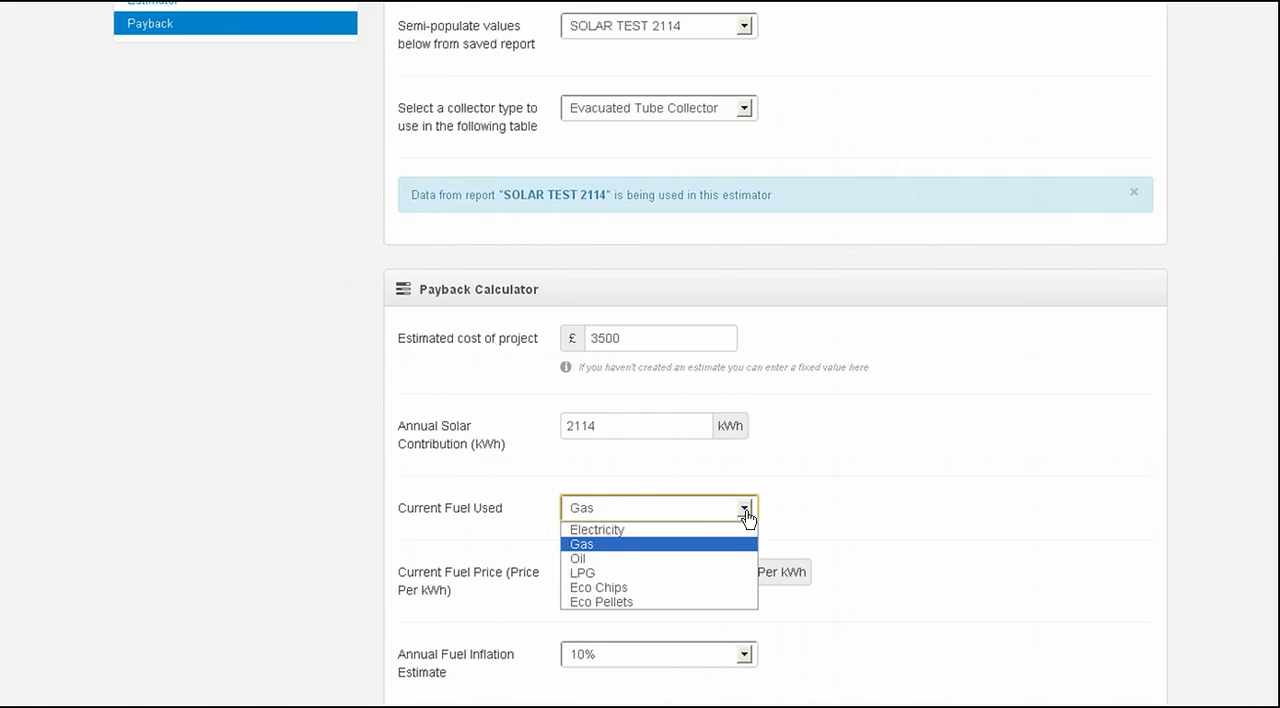 Estimator
Payback
Semi-populate values
below from saved report
SOLAR TEST 2114
Select a collector type to
use in the following table
Evacuated Tube Collector
Data from report "SOLAR TEST 2114" is being used in this estimator
×
Payback Calculator
Estimated cost of project
£ 3500
If you haven't created an estimate you can enter a fixed value here
Annual Solar
Contribution (kWh)
2114 kWh
Current Fuel Used
Gas
Electricity
Gas
Oil
LPG
Eco Chips
Eco Pellets
Current Fuel Price (Price
Per kWh)
Per kWh
Annual Fuel Inflation
Estimate
10%